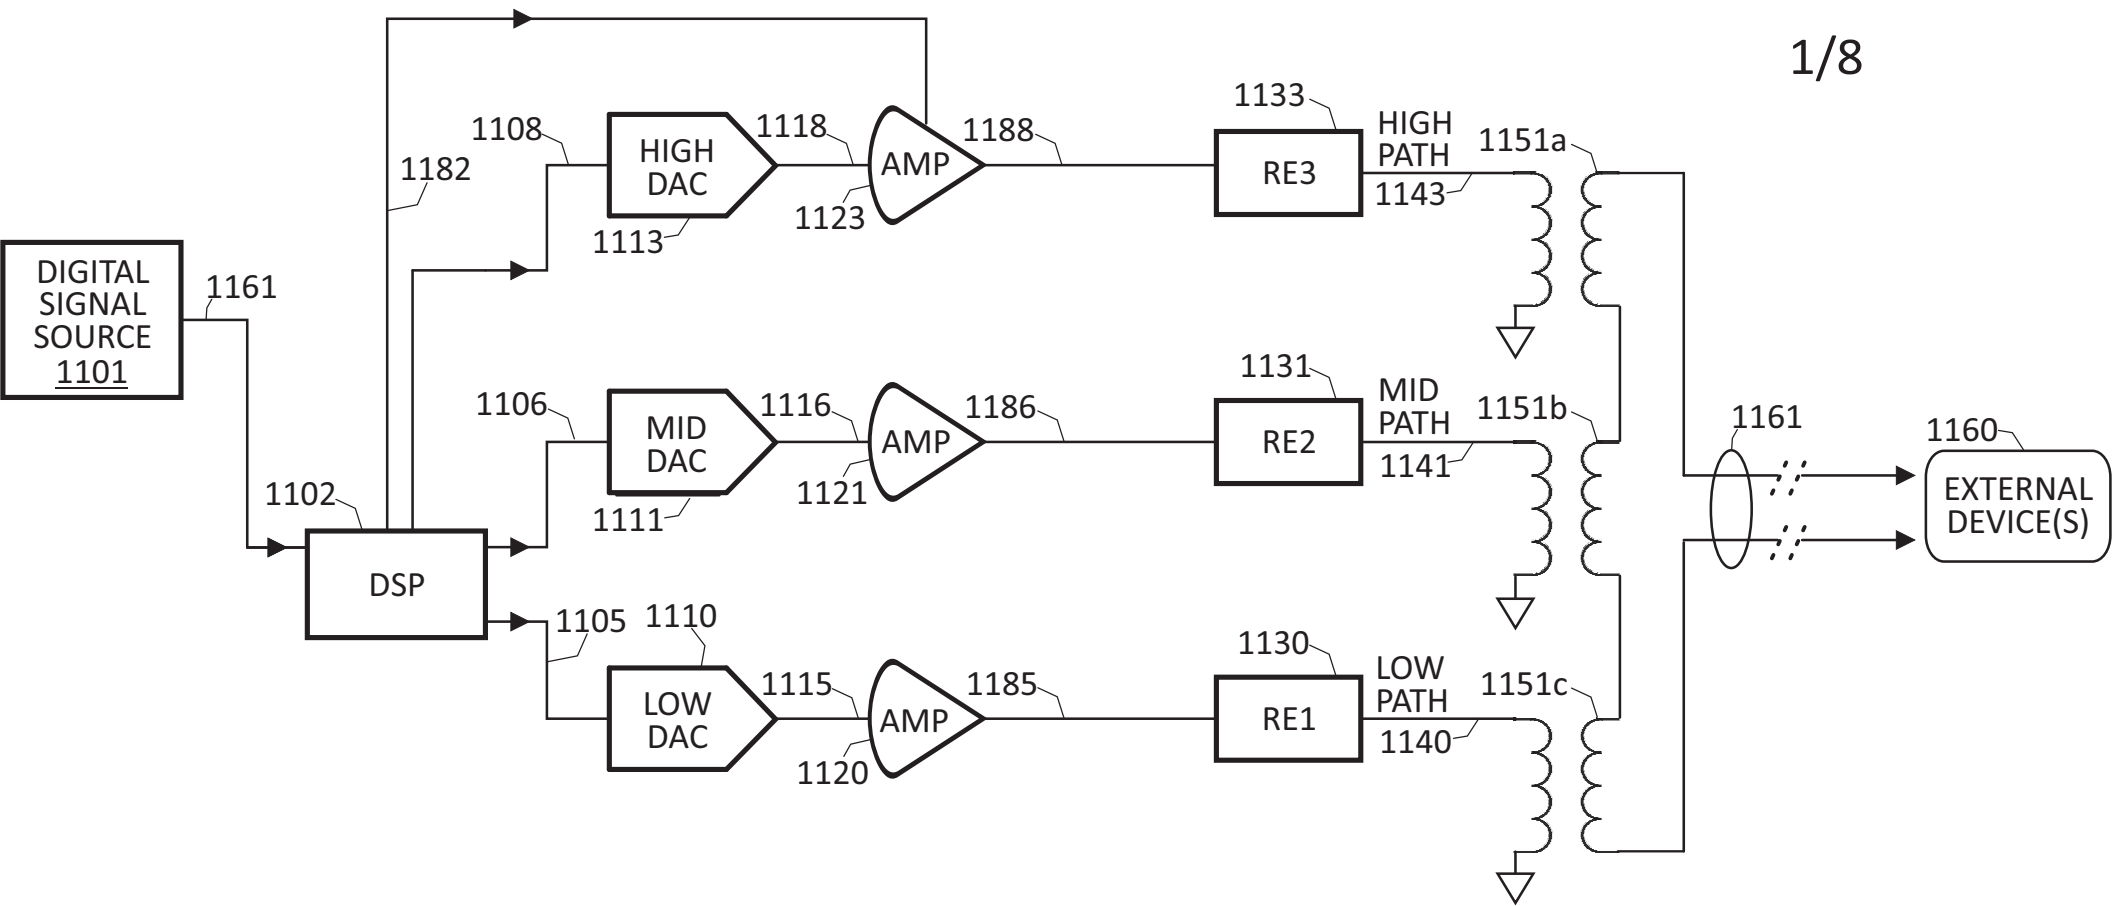 1/8
1108
HIGH
DAC
1113
1118
AMP
1123
1188
1133
RE3
HIGH
PATH
1143
1151a
1182
DIGITAL
SIGNAL
SOURCE
1101
1161
1106
MID
DAC
1111
1116
AMP
1121
1186
1131
RE2
MID
PATH
1141
1151b
1161
1160
EXTERNAL
DEVICE(S)
1102
DSP
1105
1110
LOW
DAC
1115
AMP
1120
1185
1130
RE1
LOW
PATH
1140
1151c